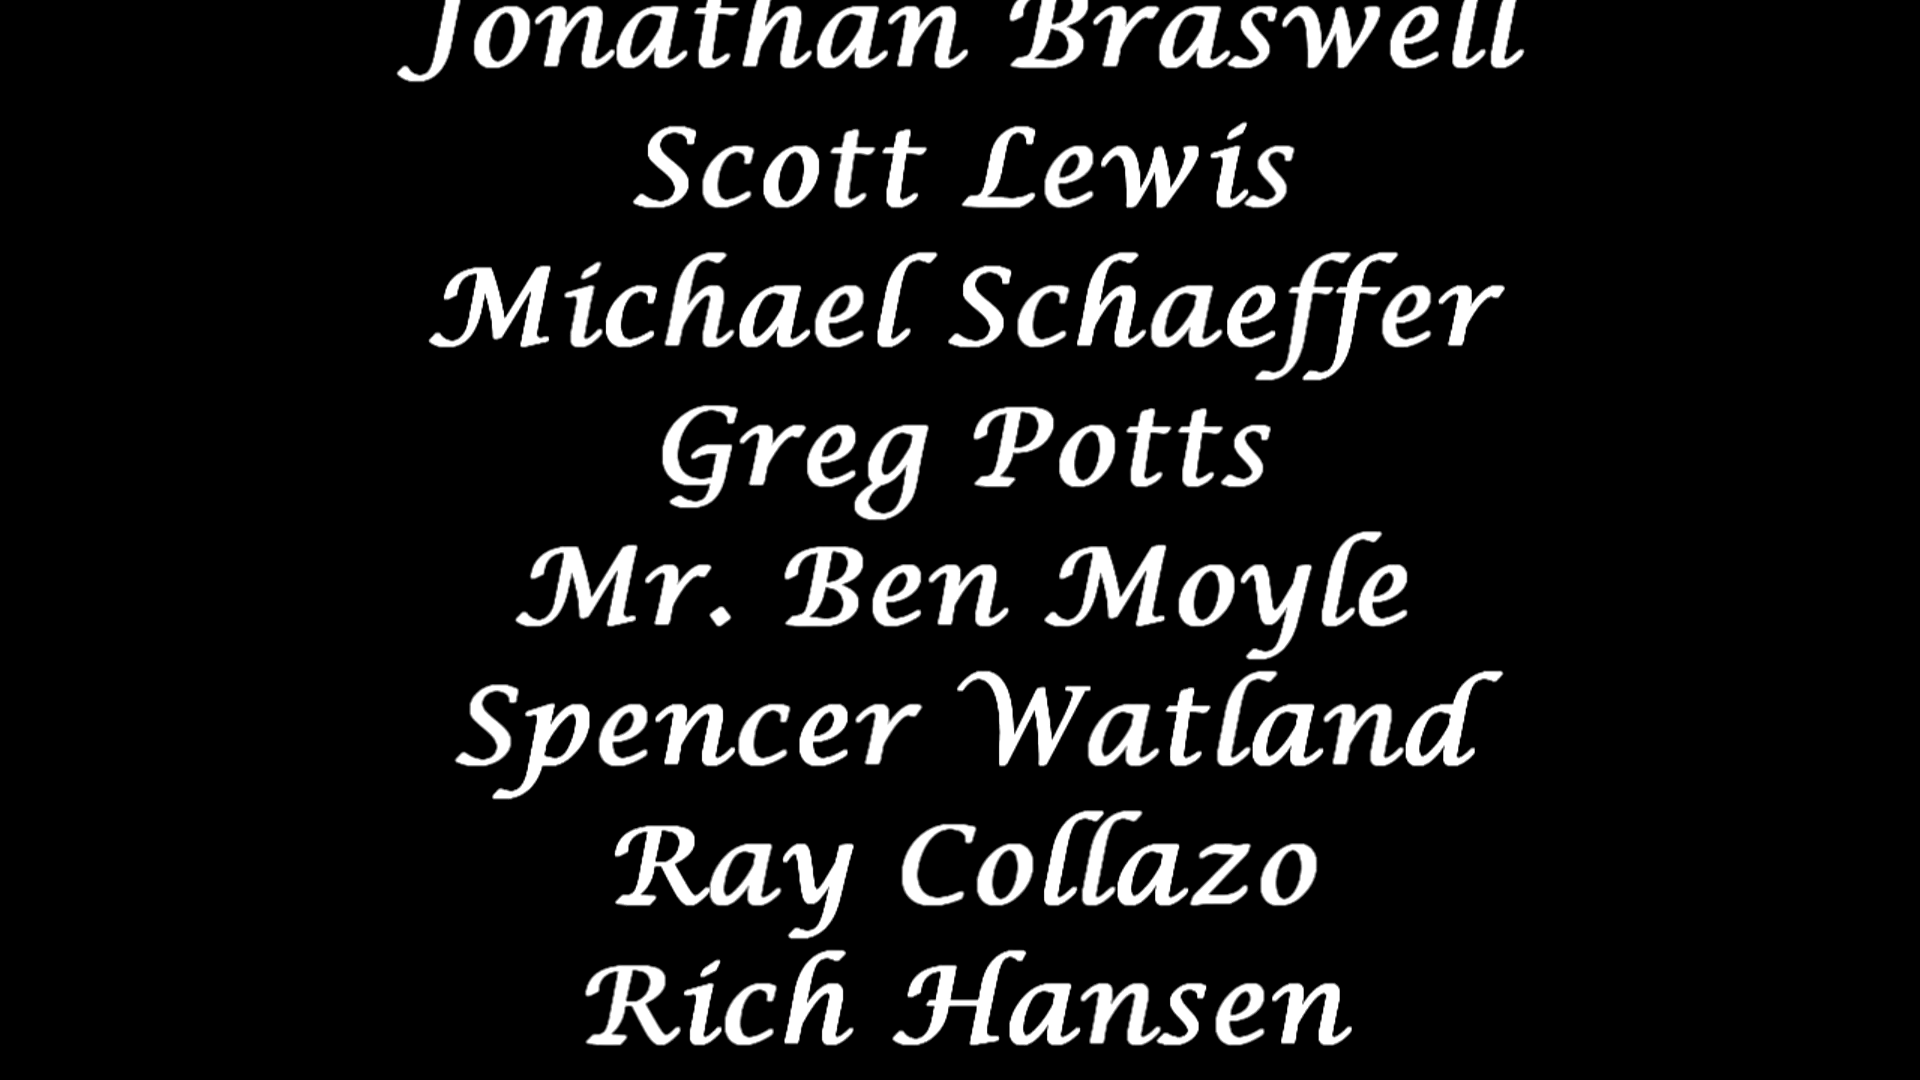 Jonathan Braswell
Scott Lewis
Michael Schaeffer
Greg Potts
Mr. Ben Moyle
Spencer Watland
Ray Collazo
Rich Hansen